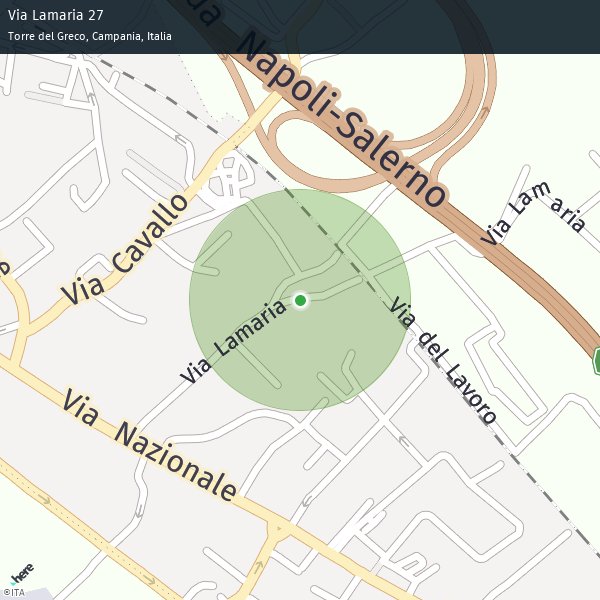 Via Lamaria 27
Torre del Greco, Campania, Italia
Napoli-Salerno
Via Lam
aria
Via Cavallo
Via Lamaria
Via del Lavoro
Via Nazionale
here
©ITA